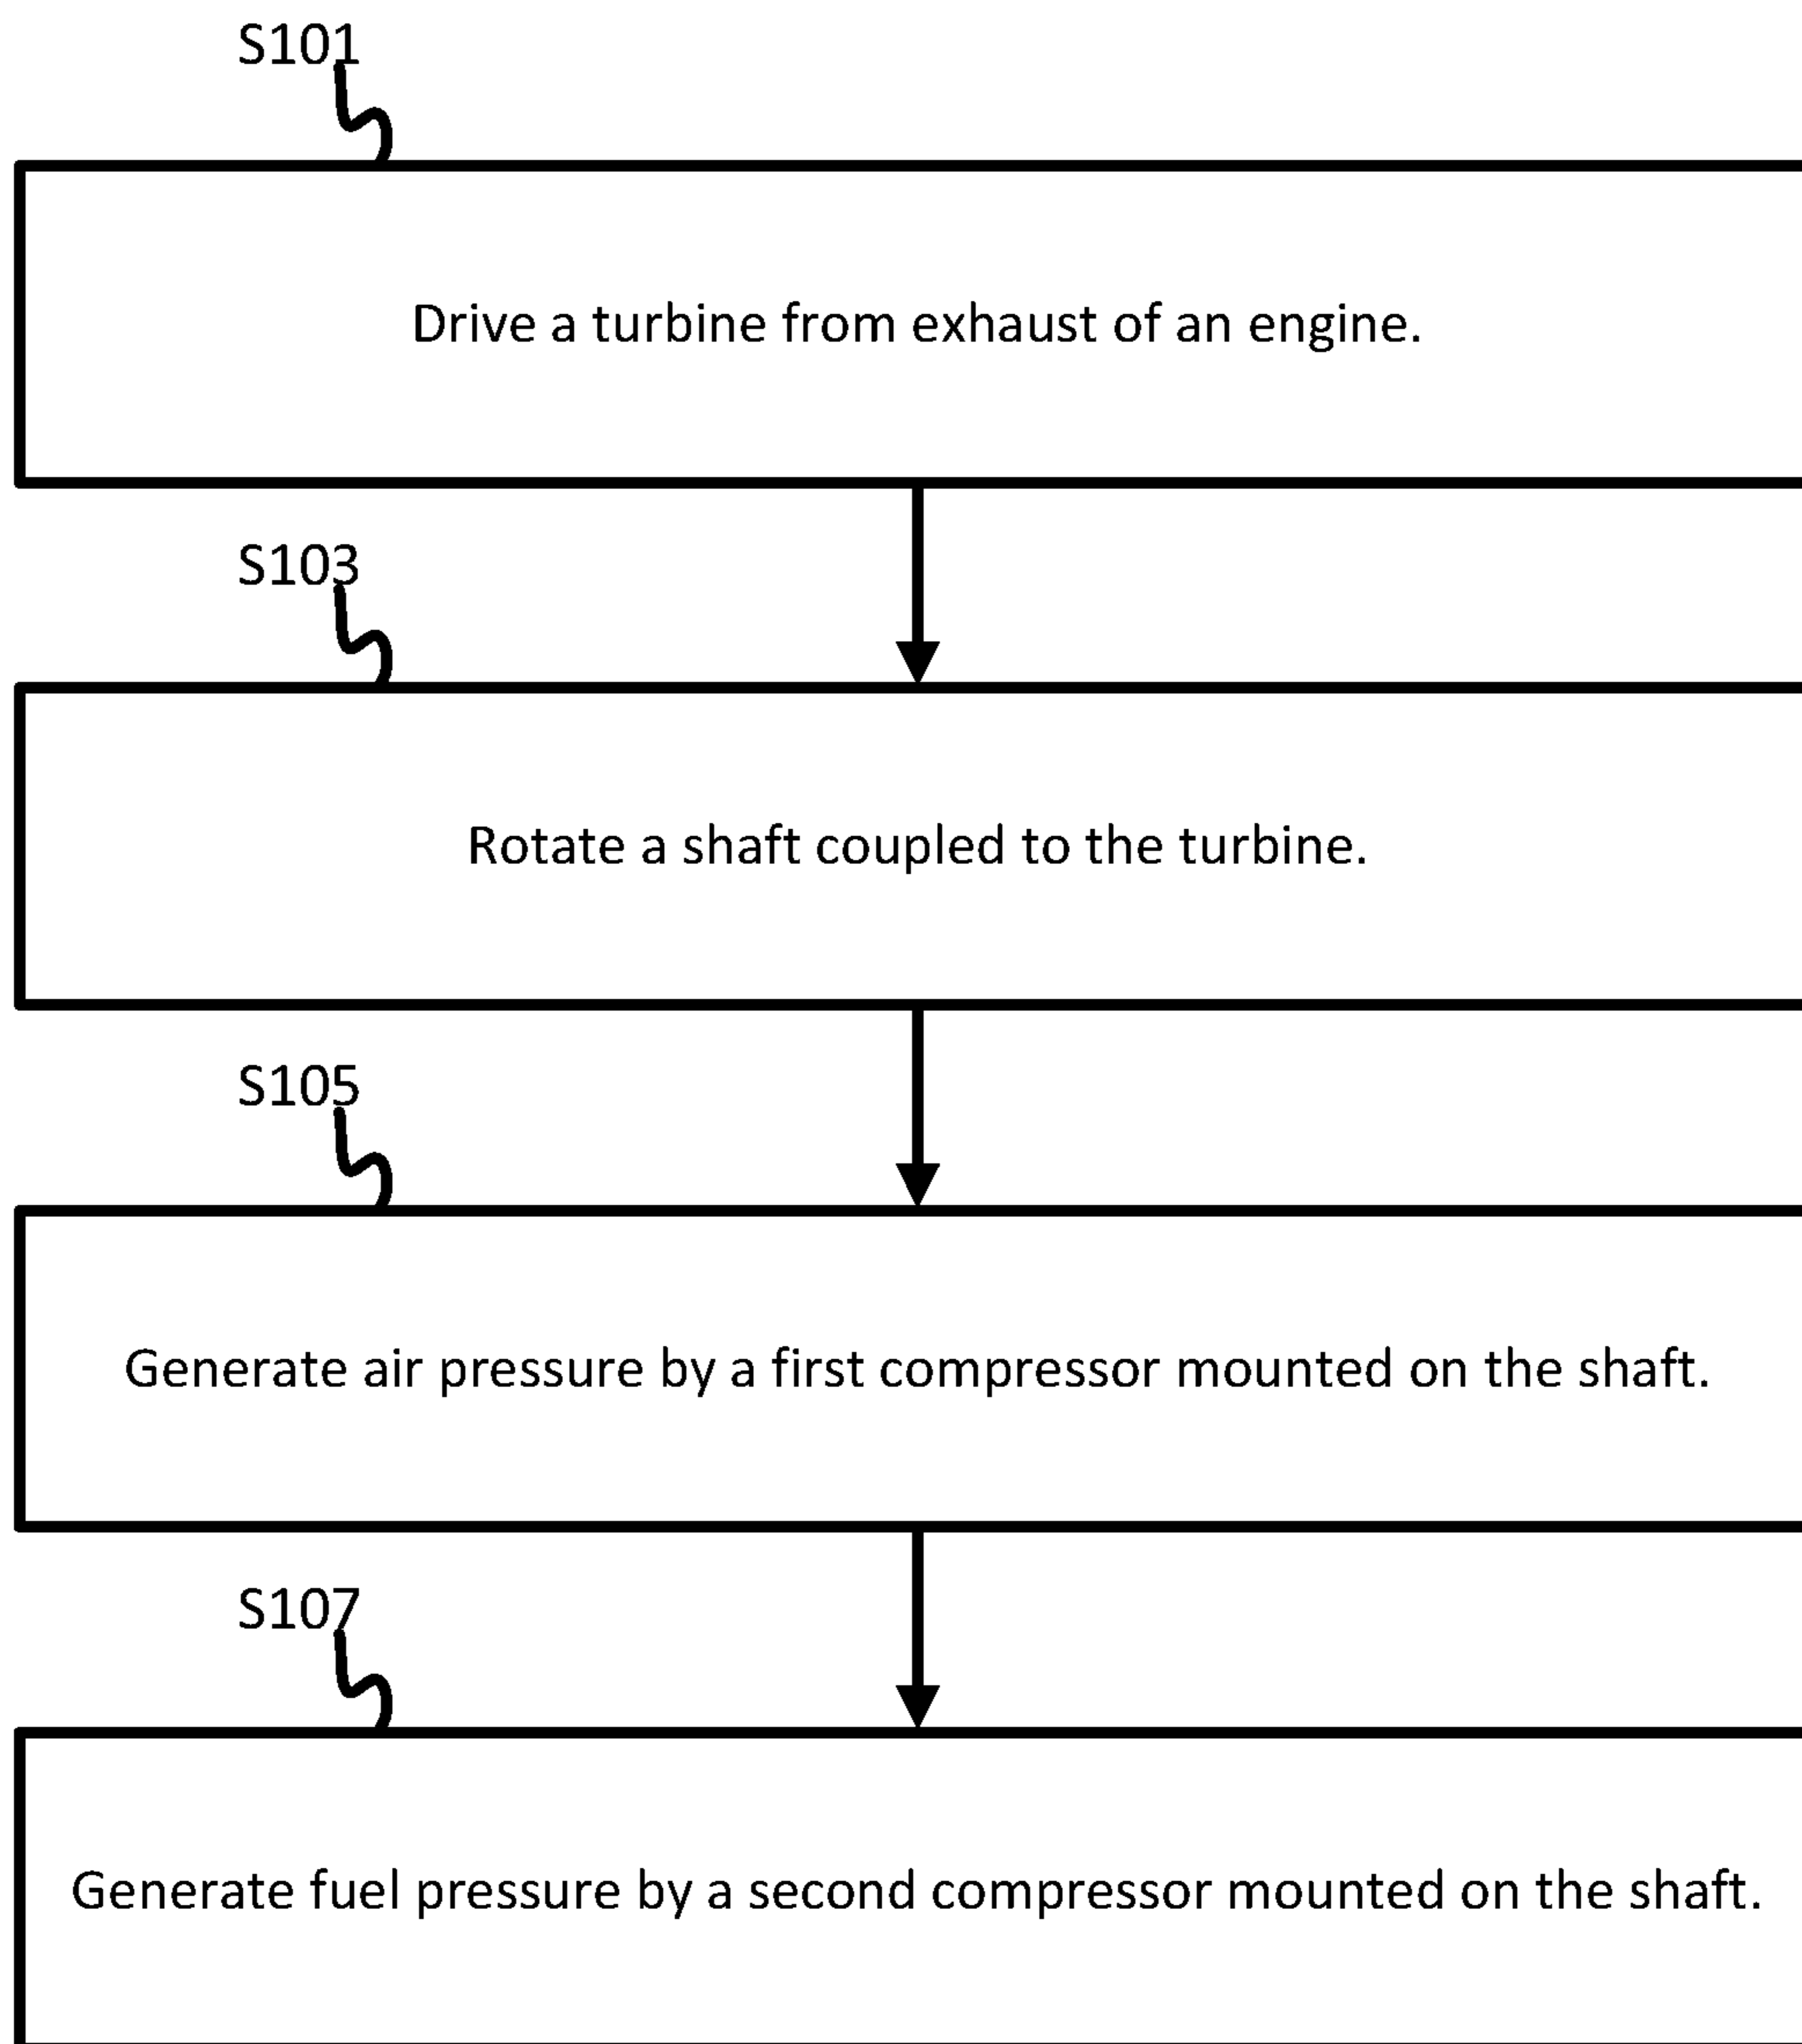 S101
Drive a turbine from exhaust of an engine.
S103
Rotate a shaft coupled to the turbine.
S105
Generate air pressure by a first compressor mounted on the shaft.
S107
Generate fuel pressure by a second compressor mounted on the shaft.